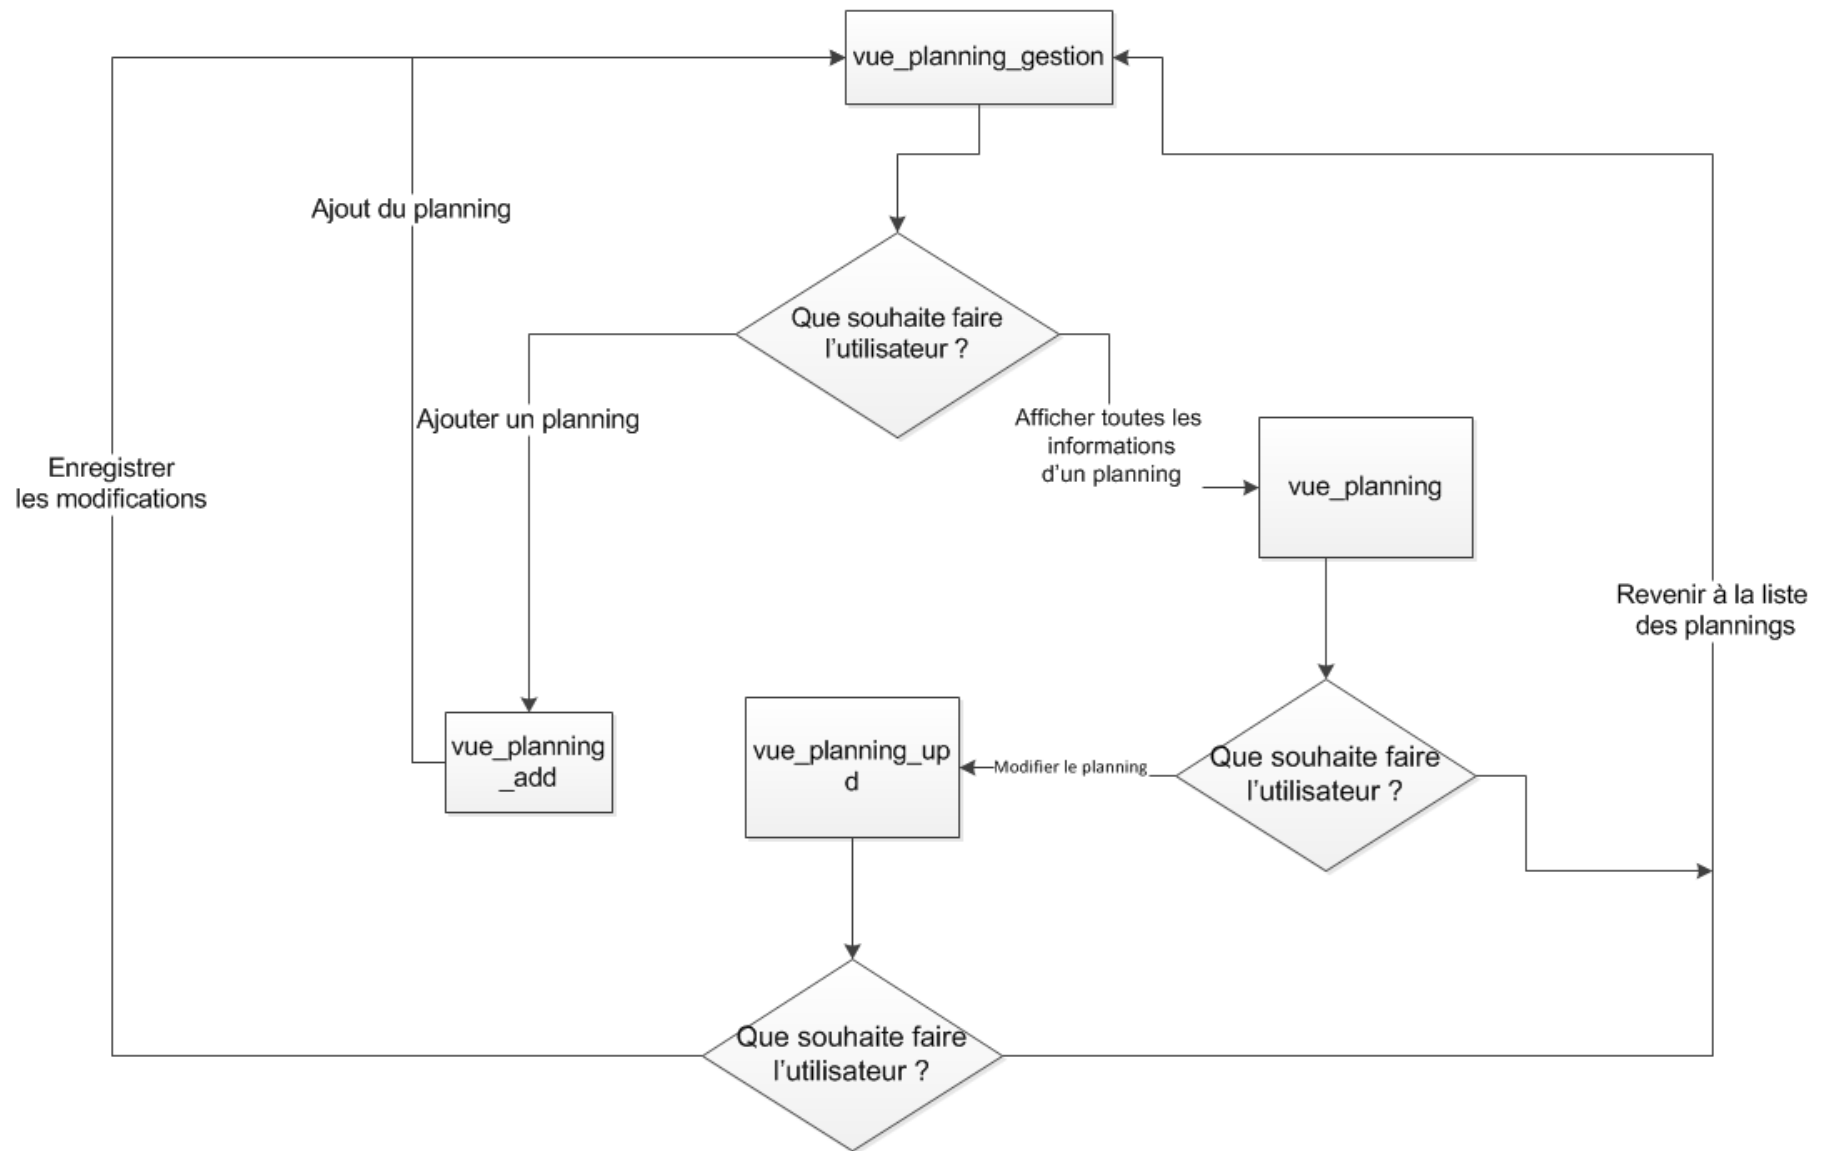 vue_planning_gestion
Ajout du planning
Que souhaite faire
l'utilisateur ?
Ajouter un planning
Afficher toutes les
informations
d'un planning
Enregistrer
les modifications
vue_planning
Revenir à la liste
des plannings
vue_planning
_add
vue_planning_up
d
Modifier le planning
Que souhaite faire
l'utilisateur ?
Que souhaite faire
l'utilisateur ?